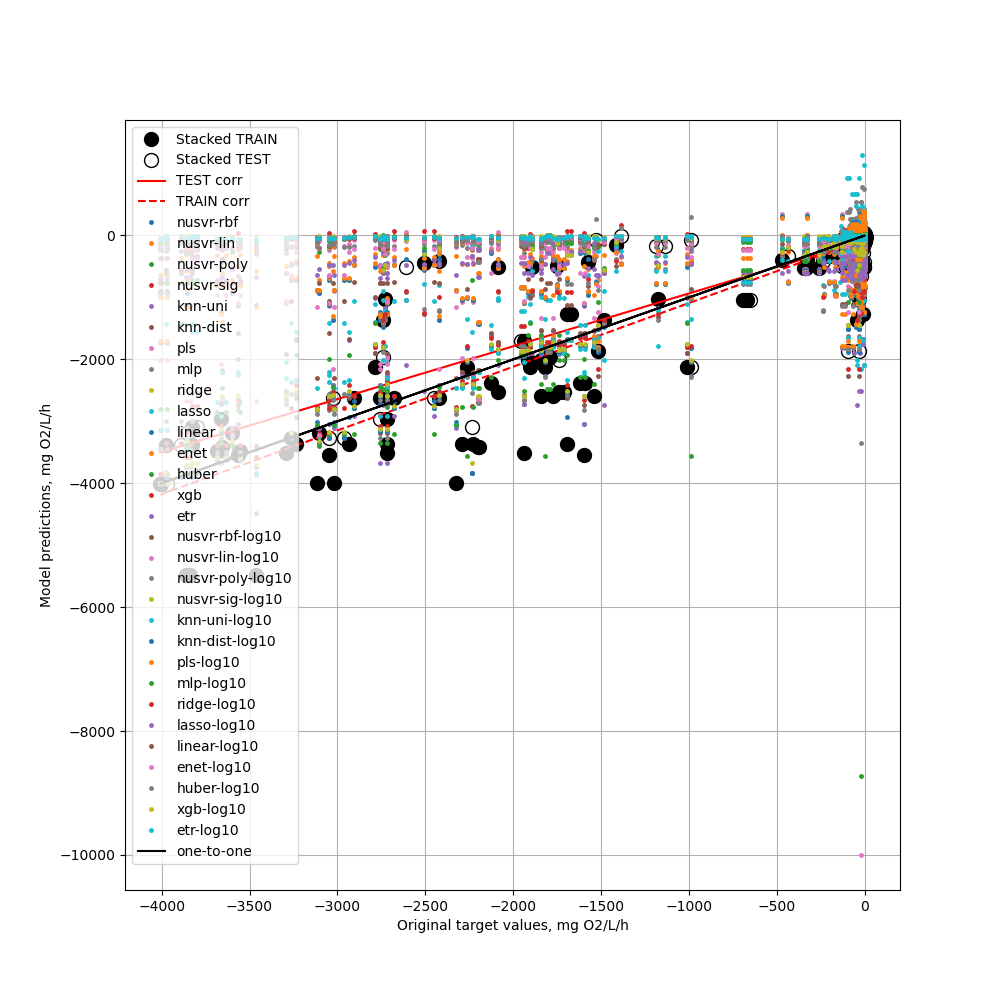 Stacked TRAIN
Stacked TEST
TEST corr
TRAIN corr
nusvr-rbf
nusvr-lin
nusvr-poly
nusvr-sig
knn-uni
knn-dist
pls
mlp
ridge
lasso
linear
enet
huber
xgb
etr
nusvr-rbf-log10
nusvr-lin-log10
nusvr-poly-log10
nusvr-sig-log10
knn-uni-log10
knn-dist-log10
pls-log10
mlp-log10
ridge-log10
lasso-log10
linear-log10
enet-log10
huber-log10
xgb-log10
etr-log10
one-to-one
0
−2000
−4000
−6000
−8000
−10000
Model predictions, mg O2/L/h
−4000 −3500 −3000 −2500 −2000 −1500 −1000 −500 0
Original target values, mg O2/L/h